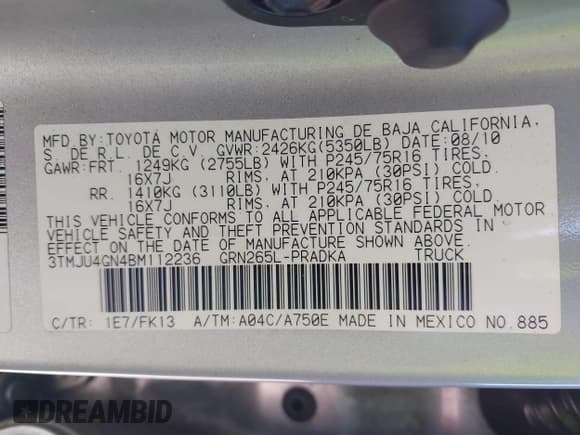 MFD.BY:TOYOTA MOTOR MANUFACTURING DE BAJA CALIFORNIA,
S. DE R.L. DE C.V. GVWR:2426KG(5350LB) DATE:08/10
GAWR:FRT. 1249KG (2755LB) WITH P245/75R16 TIRES,
16X7J RIMS, AT 210KPA (30PSI) COLD.
RR. 1410KG (3110LB) WITH P245/75R16 TIRES,
16X7J RIMS, AT 210KPA (30PSI) COLD.
THIS VEHICLE CONFORMS TO ALL APPLICABLE FEDERAL MOTOR
VEHICLE SAFETY AND THEFT PREVENTION STANDARDS IN
EFFECT ON THE DATE OF MANUFACTURE SHOWN ABOVE.
3TMJU4GN4BM112236 GRN265L-PRADKA TRUCK
C/TR: 1E7/FK13 A/TM:A04C/A750E MADE IN MEXICO NO.885
DREAMBID